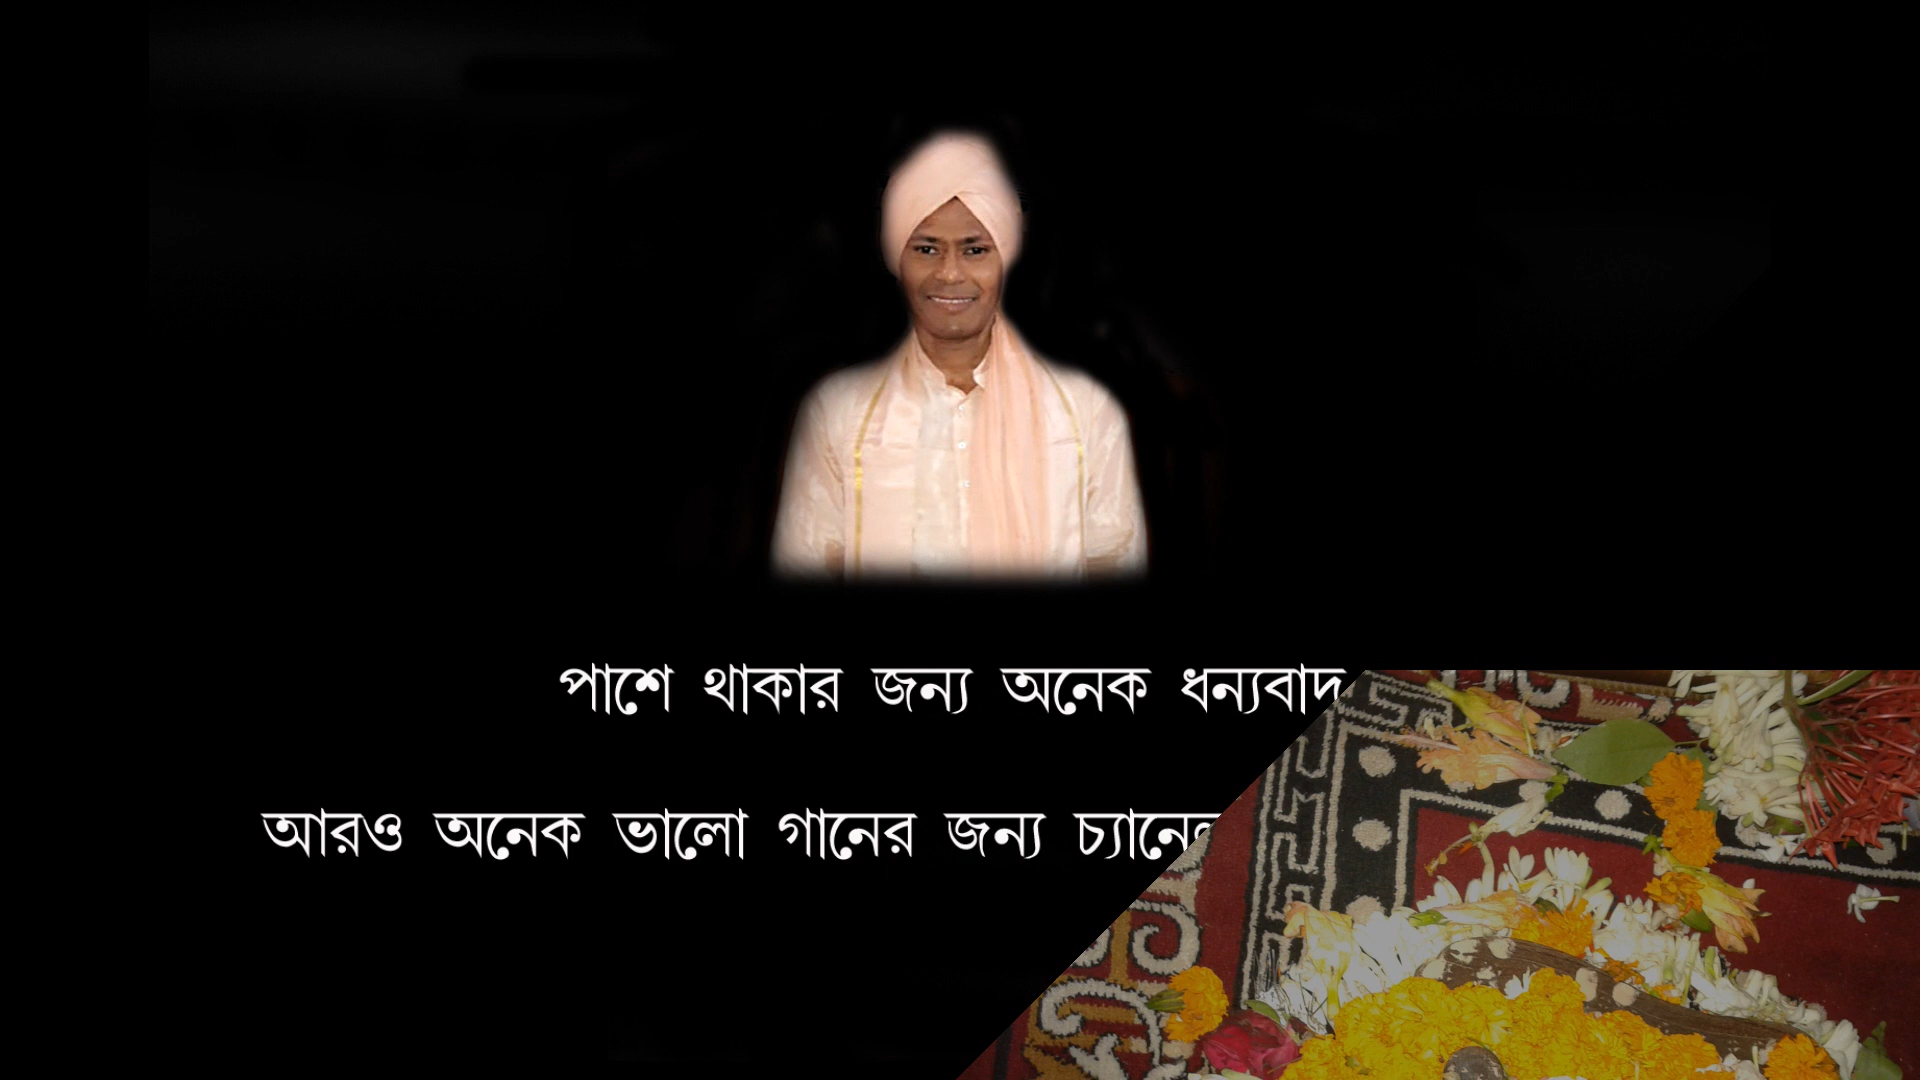 পাশে থাকার জন্য অনেক ধন্যবাদ
আরও অনেক ভালো গানের জন্য